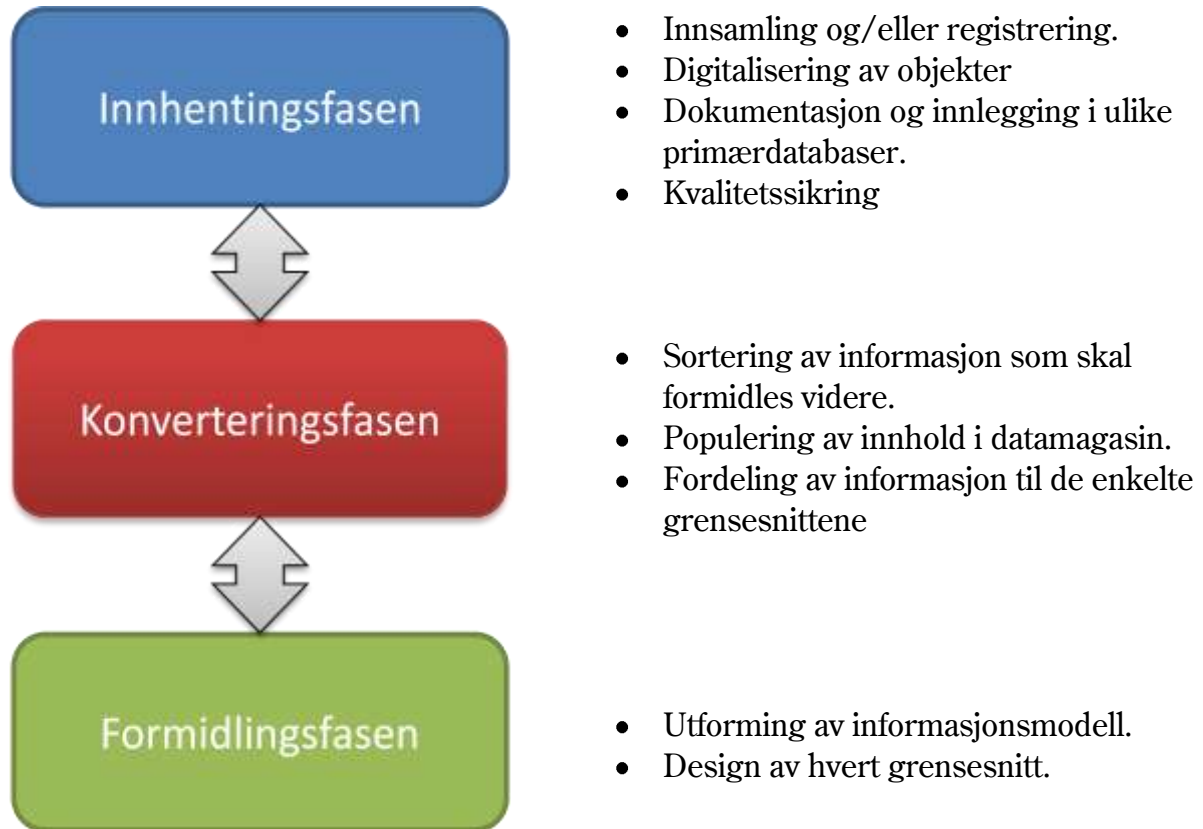 Innhentingsfasen
• Innsamling og/eller registrering.
• Digitalisering av objekter
• Dokumentasjon og innlegging i ulike
primærdatabaser.
• Kvalitetssikring
Konverteringsfasen
• Sortering av informasjon som skal
formidles videre.
• Populering av innhold i datamagasin.
• Fordeling av informasjon til de enkelte
grensesnittene
Formidlingsfasen
• Utforming av informasjonsmodell.
• Design av hvert grensesnitt.